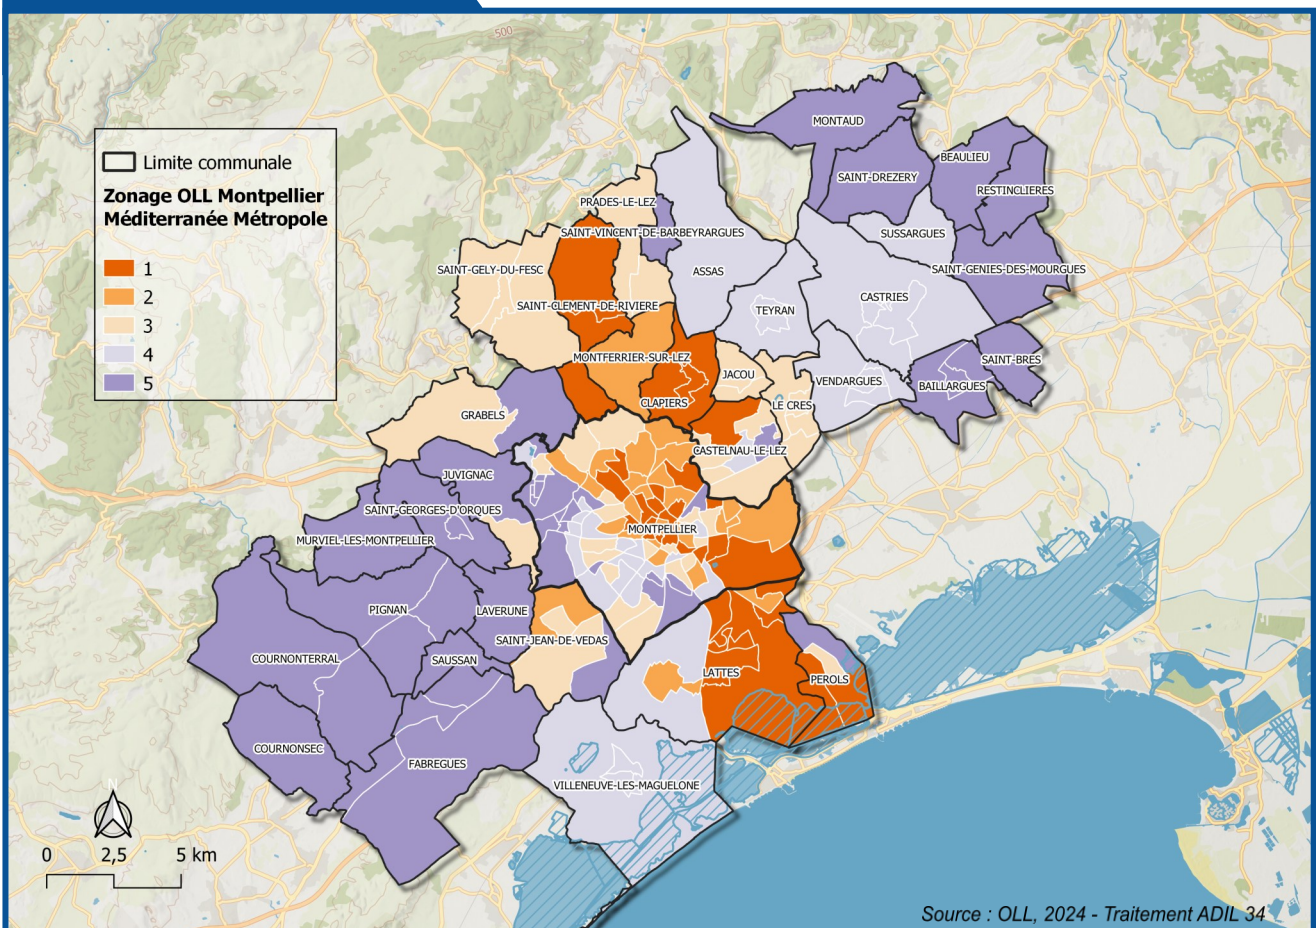 500
Limite communale
Zonage OLL Montpellier
Méditerranée Métropole
1
2
3
4
5
MONTAUD
BEAULIEU
SAINT-DREZERY
RESTINCLIERES
PRADES-LE-LEZ
SAINT-VINCENT-DE-BARBEYRARGUES
SUSSARGUES
SAINT-GELY-DU-FESC
ASSAS
SAINT-GENIES-DES-MOURGUES
CASTRIES
SAINT-CLEMENT-DE-RIVIERE
TEYRAN
MONTFERRIER-SUR-LEZ
SAINT-BRES
JACOU
VENDARGUES
BAILLARGUES
CLAPIERS
LE CRES
GRABELS
CASTELNAU-LE-LEZ
JUVIGNAC
SAINT-GEORGES-D'ORQUES
MONTPELLIER
MURVIEL-LES-MONTPELLIER
PIGNAN
LAVERUNE
SAINT-JEAN-DE-VEDAS
COURNONTERRAL
SAUSSAN
LATTES
PEROLS
COURNONSEC
FABREGUES
VILLENEUVE-LES-MAGUELONE
N
0 2,5 5 km
Source : OLL, 2024 - Traitement ADIL 34